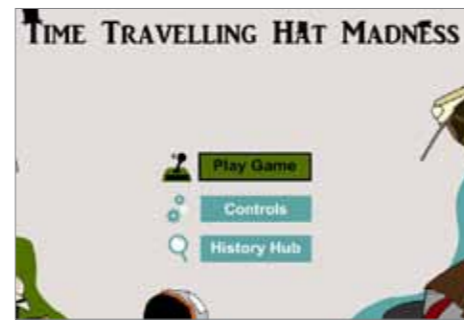 TIME TRAVELLING HAT MADNESS
Play Game
Controls
History Hub